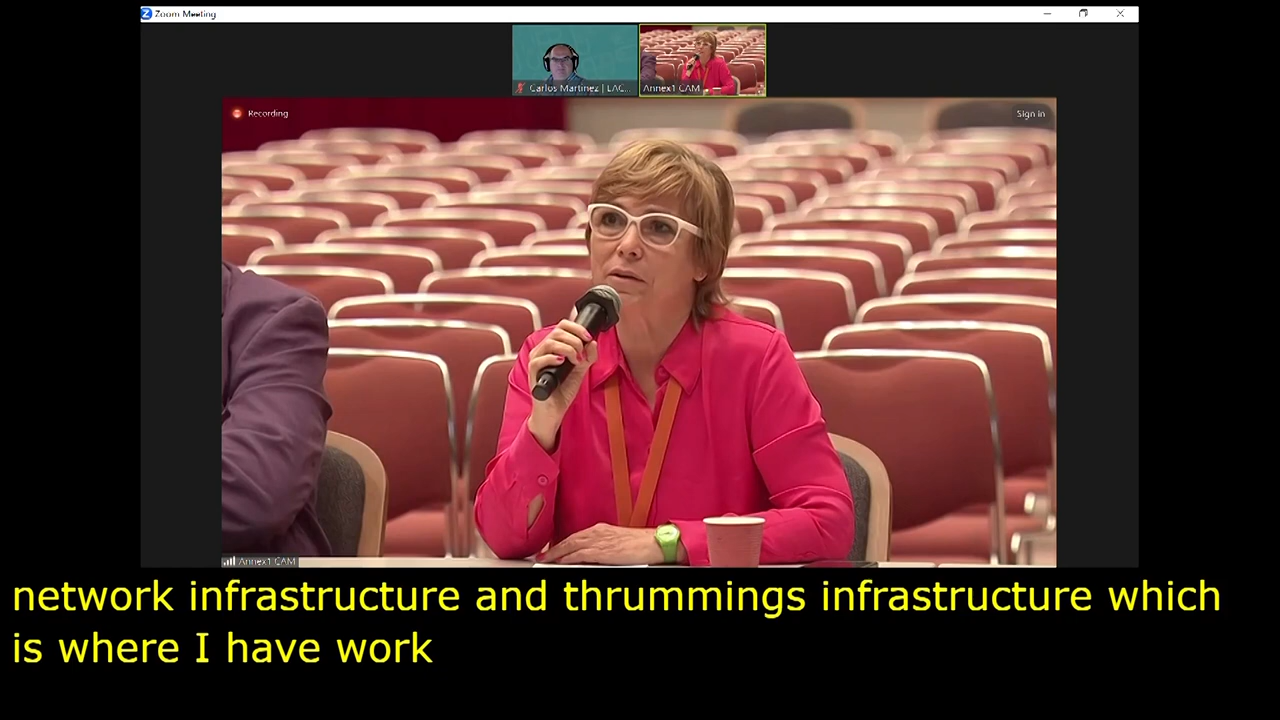 Zoom Meeting
Carlos Martinez | LAC...
Annex1 CAM
Recording
Sign in
Annex1 CAM
network infrastructure and thrummings infrastructure which
is where I have work